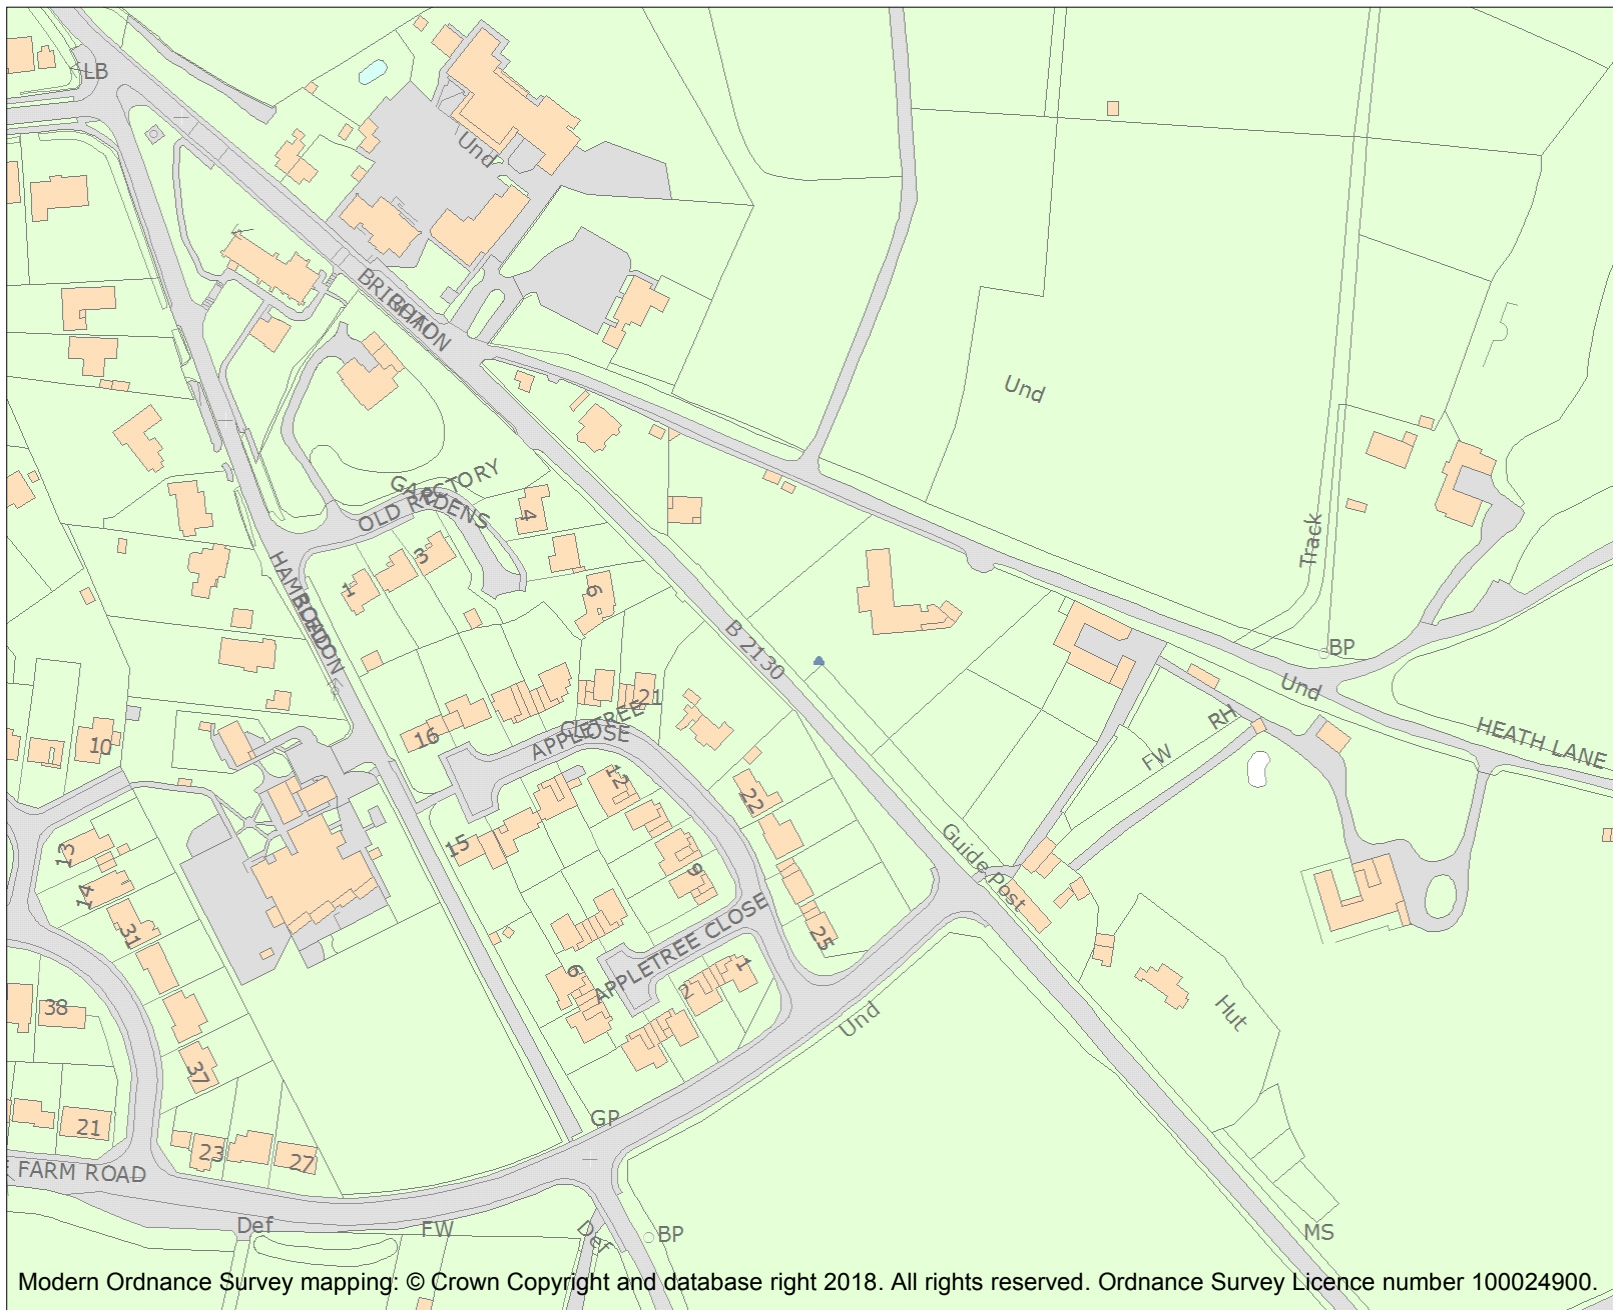 LB
Und
BRIGHTON
ROAD
Und
OLD RECTORY
GARDENS
4
3
1
6
HAMBLEDON
ROAD
B 2130
Track
BP
Und
HEATH LANE
RH
FW
21
16
APPLETREE
CLOSE
10
12
22
15
13
14
9
31
Guide Post
25
APPLETREE CLOSE
6
1
2
38
Und
Hut
37
GP
21
23
27
FARM ROAD
Def
FW
Def
BP
MS
Modern Ordnance Survey mapping: © Crown Copyright and database right 2018. All rights reserved. Ordnance Survey Licence number 100024900.